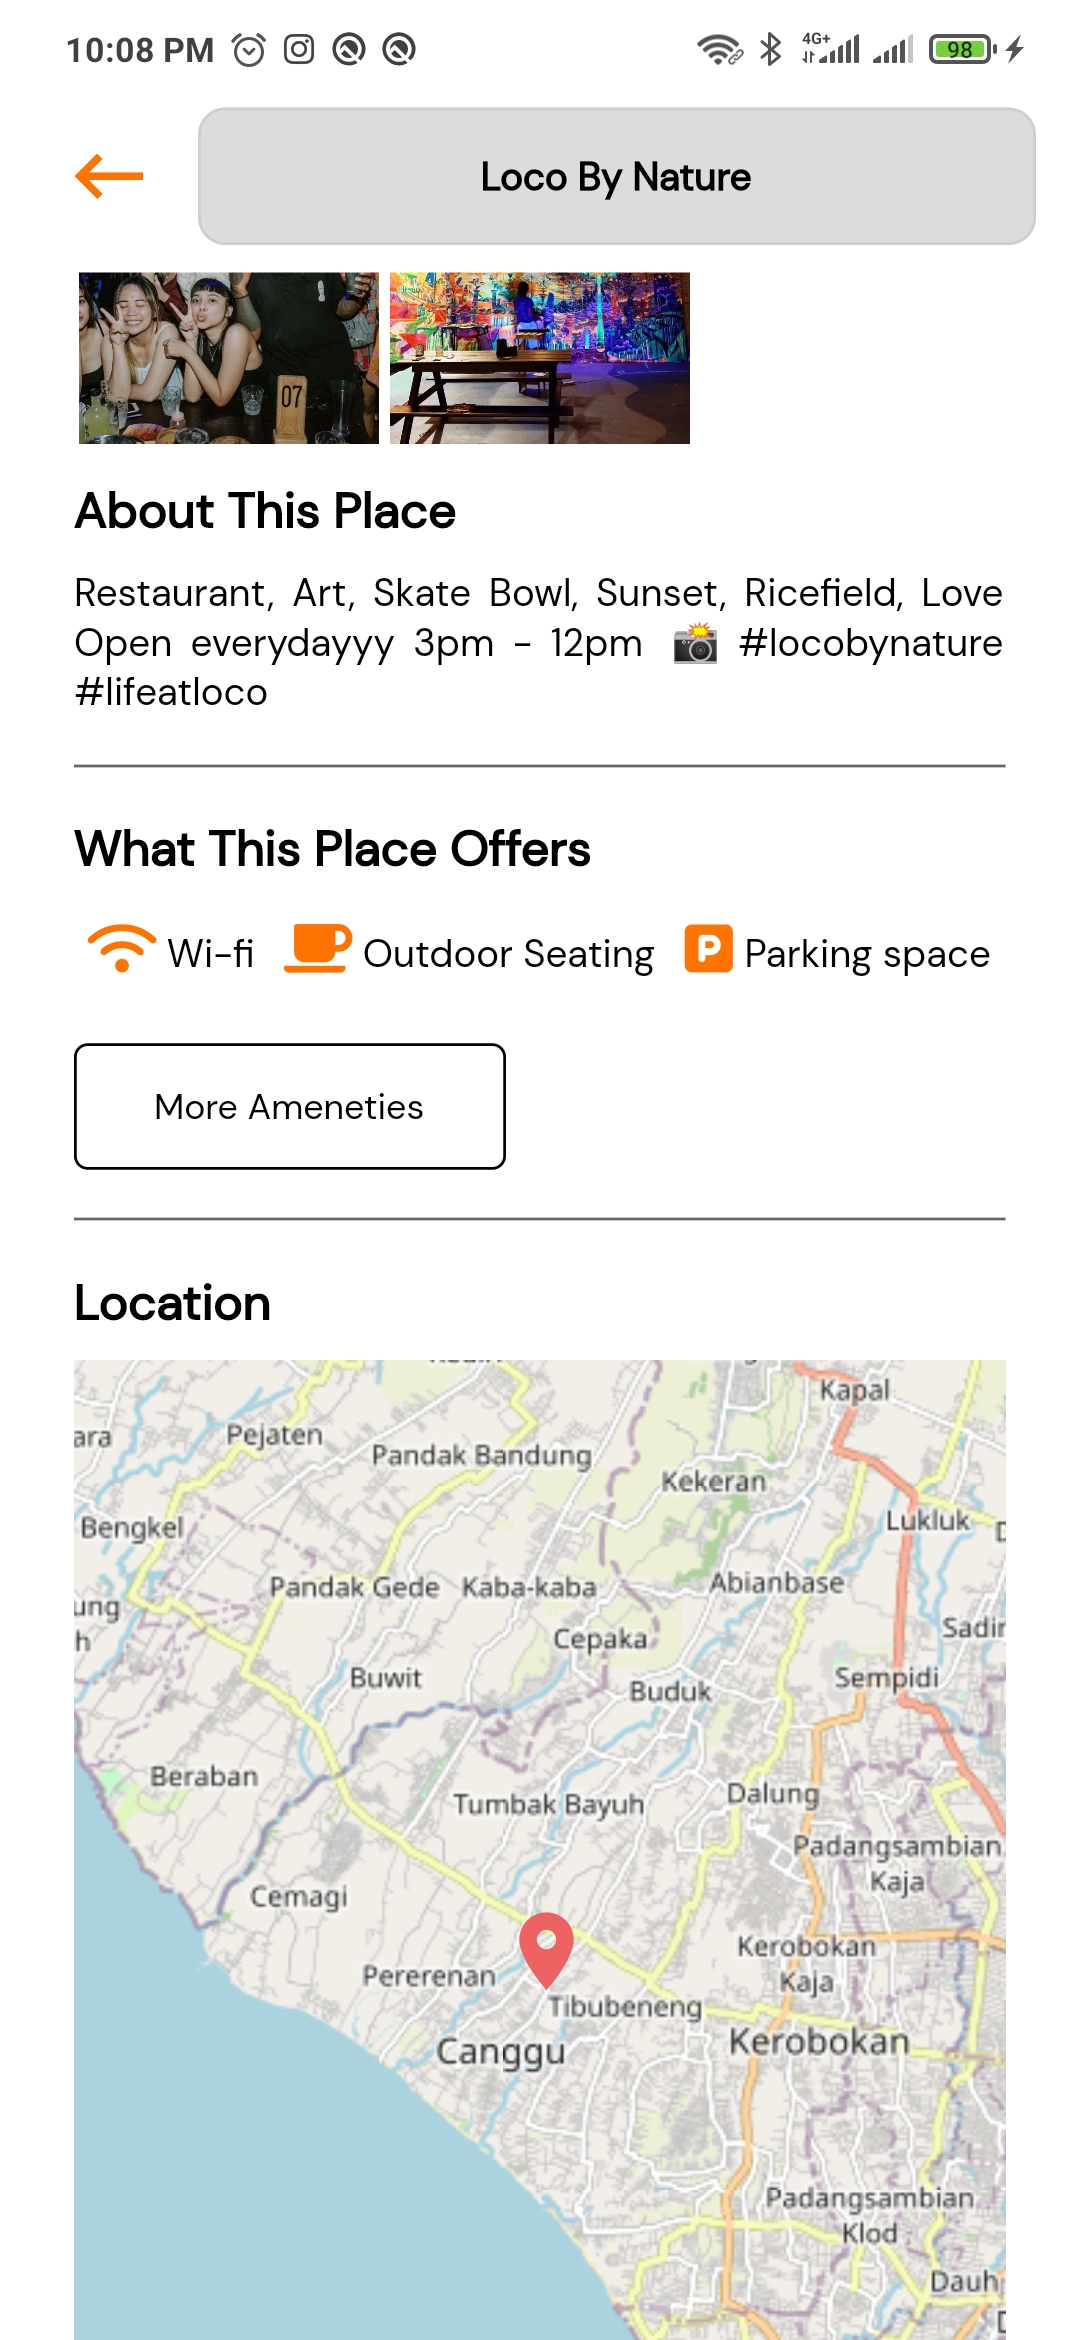 10:08 PM
4G+
98
Loco By Nature
07
About This Place
Restaurant, Art, Skate Bowl, Sunset, Ricefield, Love
Open everydayyy 3pm - 12pm 📸 #locobynature
#lifeatloco
What This Place Offers
Wi-fi
Outdoor Seating
P
Parking space
More Ameneties
Location
Kapal
ara
Pejaten
Pandak Bandung
Kekeran
Bengkel
Lukluk
Pandak Gede
Kaba-kaba
Abianbase
ung
h
Cepaka
Sadir
Buwit
Buduk
Sempidi
Beraban
Tumbak Bayuh
Dalung
Padangsambian
Kaja
Cemagi
Pererenan
Kerobokan
Kaja
Tibubeneng
Canggu
Kerobokan
Padangsambian
Klod
Dauh